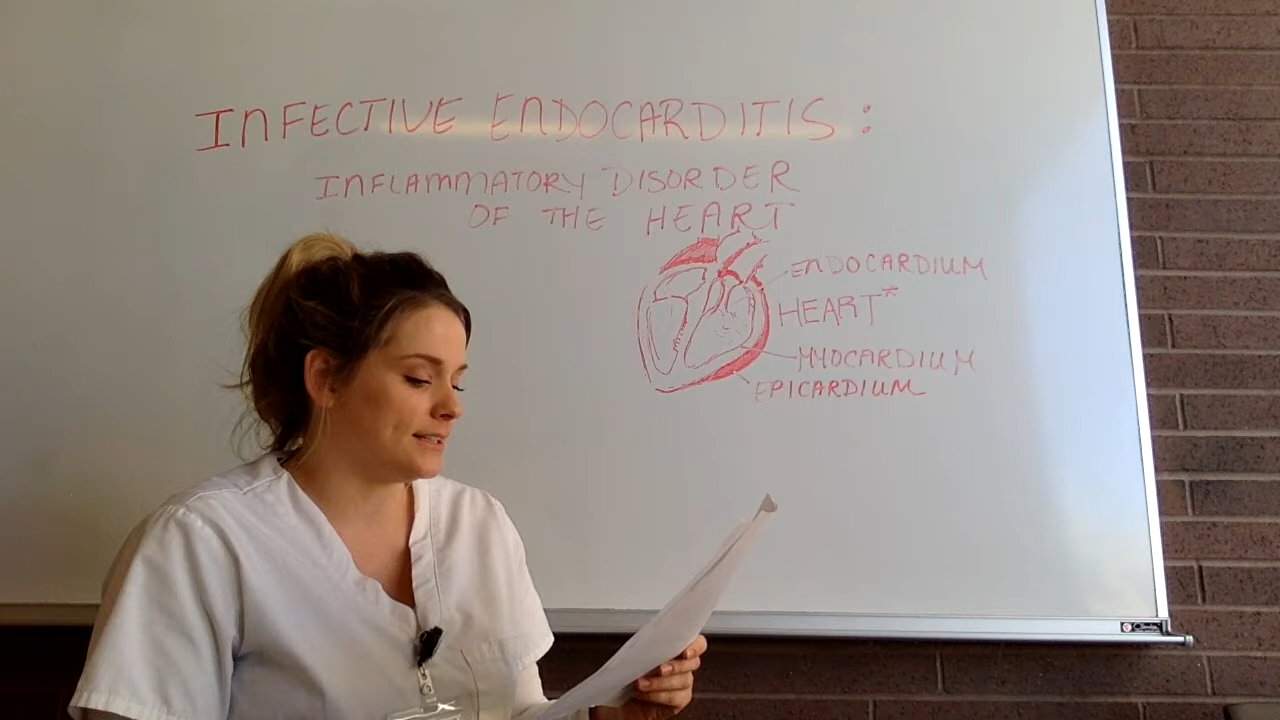 INFECTIVE ENDOCARDITIS:
INFLAMMATORY DISORDER
OF THE HEART
ENDOCARDIUM
HEART*
MYOCARDIUM
EPICARDIUM